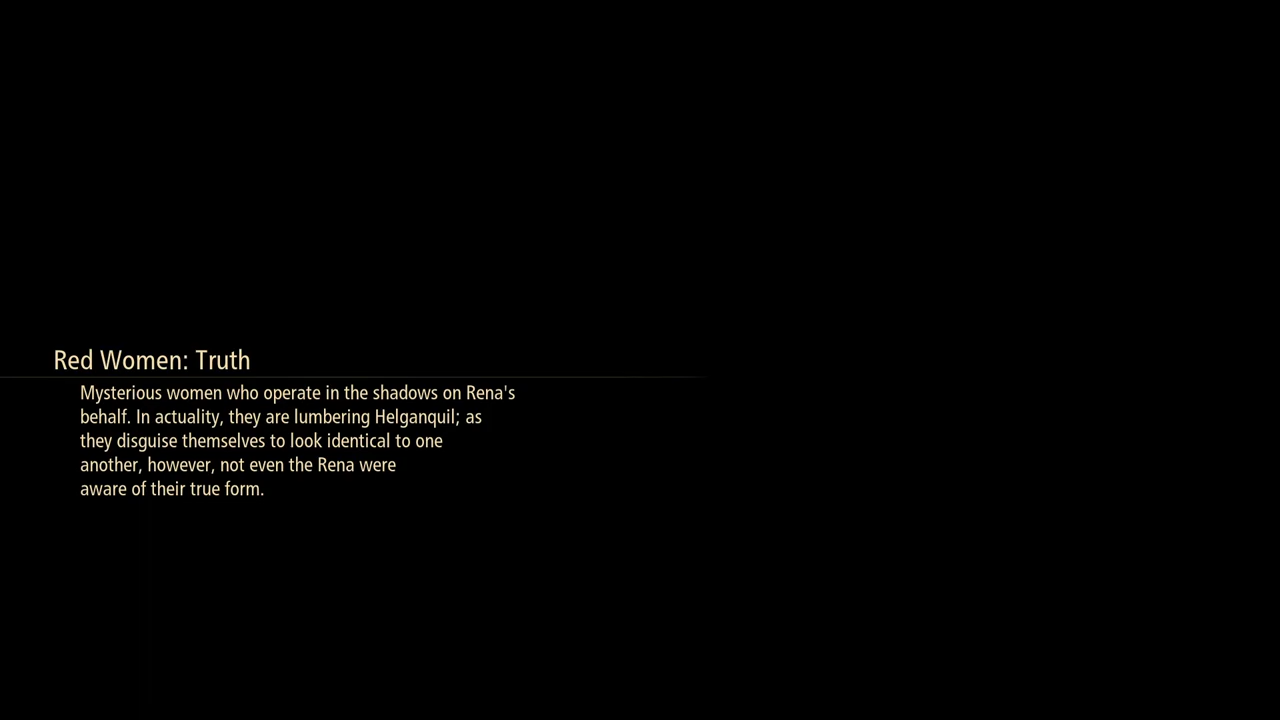 Red Women: Truth
Mysterious women who operate in the shadows on Rena's
behalf. In actuality, they are lumbering Helganquil; as
they disguise themselves to look identical to one
another, however, not even the Rena were
aware of their true form.